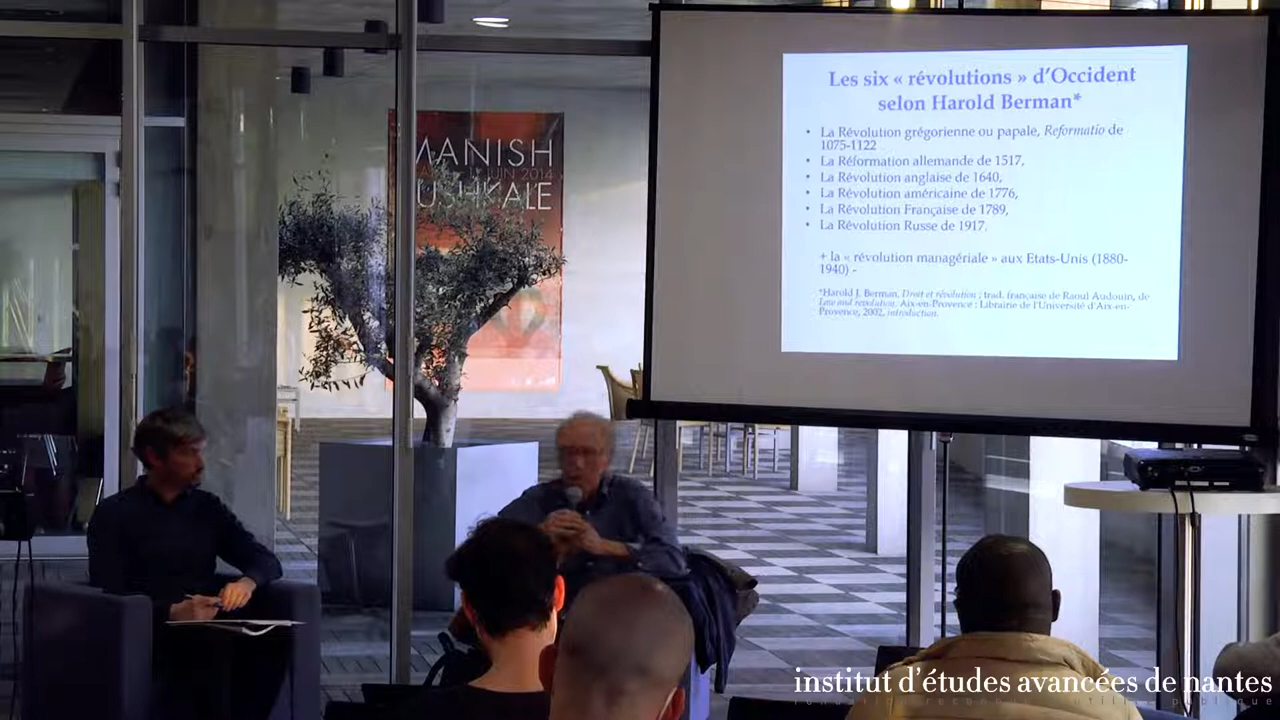 Les six « révolutions » d'Occident
selon Harold Berman*
• La Révolution grégorienne ou papale, Reformatio de
1075-1122
• La Réformation allemande de 1517,
• La Révolution anglaise de 1640,
• La Révolution américaine de 1776,
• La Révolution Française de 1789,
• La Révolution Russe de 1917.
+ la « révolution managériale » aux Etats-Unis (1880-
1940) -
*Harold J. Berman, Droit et révolution ; trad. française de Raoul Audouin, de
Law and revolution. Aix-en-Provence : Librairie de l'Université d'Aix-en-
Provence, 2002, introduction.
MANISH
JUIN 2014
USHKALE
institut d'études avancées de nantes